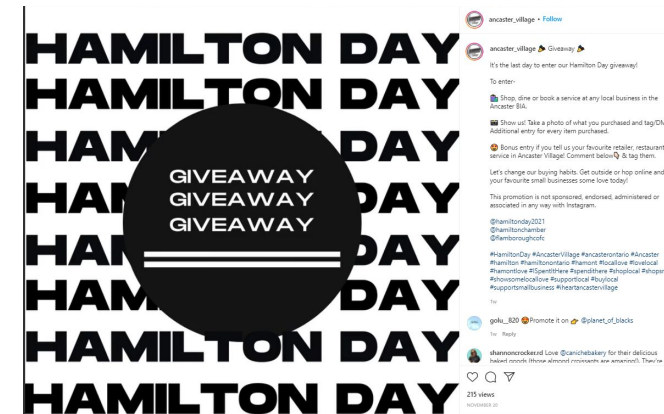 HAMILTON DAY
HAMILTON DAY
HAMILTON DAY
HAMILTON DAY
HAMILTON DAY
HAMILTON DAY
HAMILTON DAY
HAMILTON DAY
GIVEAWAY
GIVEAWAY
GIVEAWAY
ancaster_village • Follow
ancaster_village 🎉 Giveaway 🎉
It's the last day to enter our Hamilton Day giveaway!
To enter-
🛍 Shop, dine or book a service at any local business in the
Ancaster BIA.
📷 Show us! Take a photo of what you purchased and tag/DM
Additional entry for every item purchased.
😍 Bonus entry if you tell us your favourite retailer, restaurant
service in Ancaster Village! Comment below👇 & tag them.
Let's change our buying habits. Get outside or hop online and
your favourite small businesses some love today!
This promotion is not sponsored, endorsed, administered or
associated in any way with Instagram.
@hamiltonday2021
@hamiltonchamber
@flamboroughcofc
#HamiltonDay #AncasterVillage #ancasterontario #Ancaster
#hamilton #hamiltonontario #hamont #locallove #lovelocal
#hamontlove #ISpentItHere #spendithere #shoplocal
#showsomelocallove #supportlocal #buylocal
#supportsmallbusiness #iheartancastervillage
1w
golu__820 😍Promote it on 👉 @planet_of_blacks
1w Reply
shannoncrocker.rd Love @canichebakery for their delicious
baked goods (those almond croissants are amazing!). They're
215 views
NOVEMBER 20